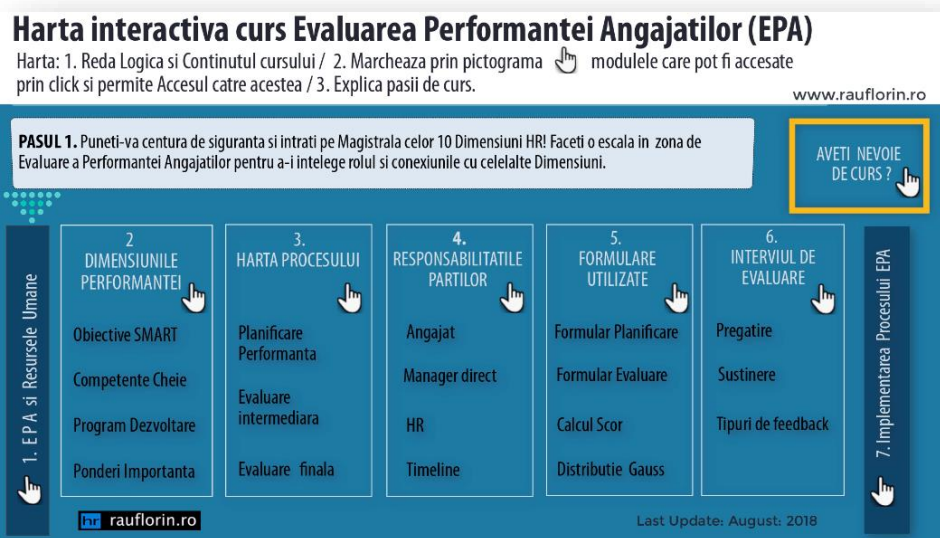 Harta interactiva curs Evaluarea Performantei Angajatilor (EPA)
Harta: 1. Reda Logica si Continutul cursului / 2. Marcheaza prin pictograma modulele care pot fi accesate
prin click si permite Accesul catre acestea / 3. Explica pasii de curs.
www.rauflorin.ro
PASUL 1. Puneti-va centura de siguranta si intrati pe Magistrala celor 10 Dimensiuni HR! Faceti o escala in zona de
Evaluare a Performantei Angajatilor pentru a-i intelege rolul si conexiunile cu celelalte Dimensiuni.
AVETI NEVOIE
DE CURS ?
1. E P A si Resursele Umane
2
DIMENSIUNILE
PERFORMANTEI
Obiective SMART
Competente Cheie
Program Dezvoltare
Ponderi Importanta
3.
HARTA PROCESULUI
Planificare
Performanta
Evaluare
intermediara
Evaluare finala
4.
RESPONSABILITATILE
PARTILOR
Angajat
Manager direct
HR
Timeline
5.
FORMULARE
UTILIZATE
Formular Planificare
Formular Evaluare
Calcul Scor
Distributie Gauss
6.
INTERVIUL DE
EVALUARE
Pregatire
Sustinere
Tipuri de feedback
7. Implementarea Procesului EPA
hr rauflorin.ro
Last Update: August: 2018